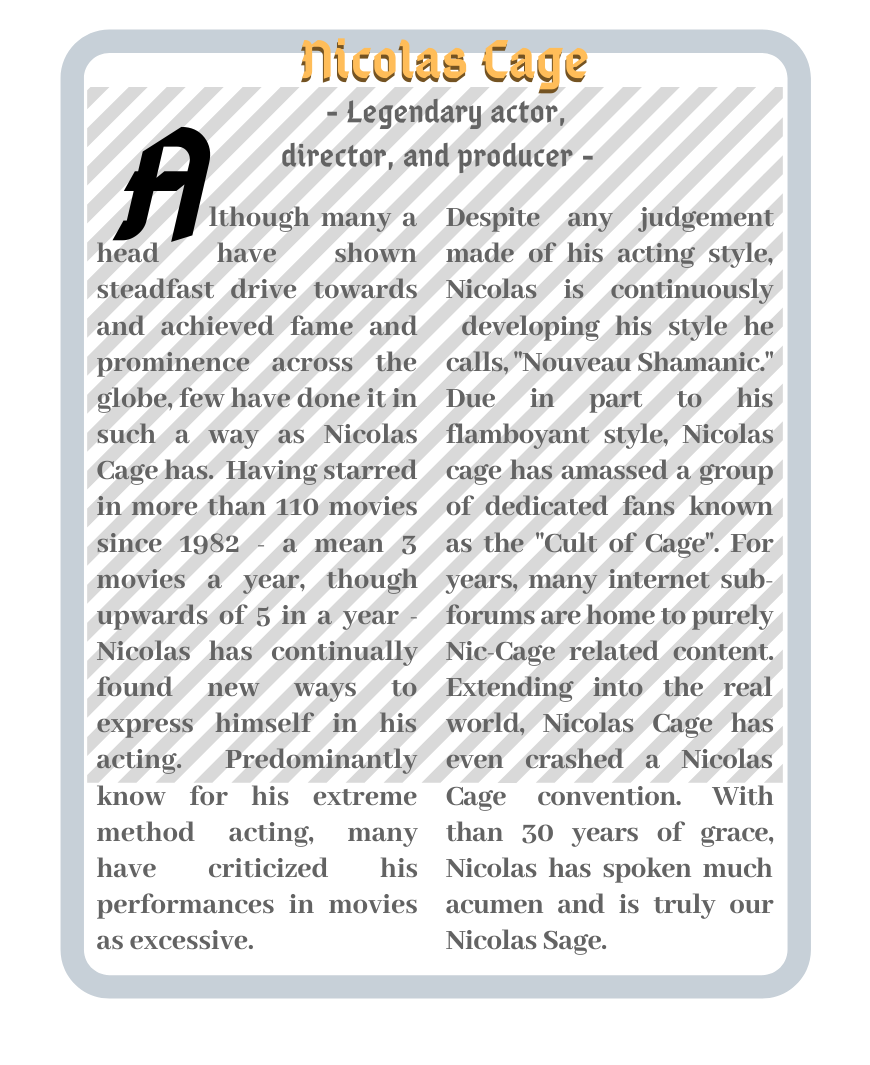 Nicolas Cage
- Legendary actor,
director, and producer -
Although many a
head have shown
steadfast drive towards
and achieved fame and
prominence across the
globe, few have done it in
such a way as Nicolas
Cage has. Having starred
in more than 110 movies
since 1982 - a mean 3
movies a year, though
upwards of 5 in a year -
Nicolas has continually
found new ways to
express himself in his
acting. Predominantly
know for his extreme
method acting, many
have criticized his
performances in movies
as excessive.
Despite any judgement
made of his acting style,
Nicolas is continuously
developing his style he
calls, "Nouveau Shamanic."
Due in part to his
flamboyant style, Nicolas
cage has amassed a group
of dedicated fans known
as the "Cult of Cage". For
years, many internet sub-
forums are home to purely
Nic-Cage related content.
Extending into the real
world, Nicolas Cage has
even crashed a Nicolas
Cage convention. With
than 30 years of grace,
Nicolas has spoken much
acumen and is truly our
Nicolas Sage.